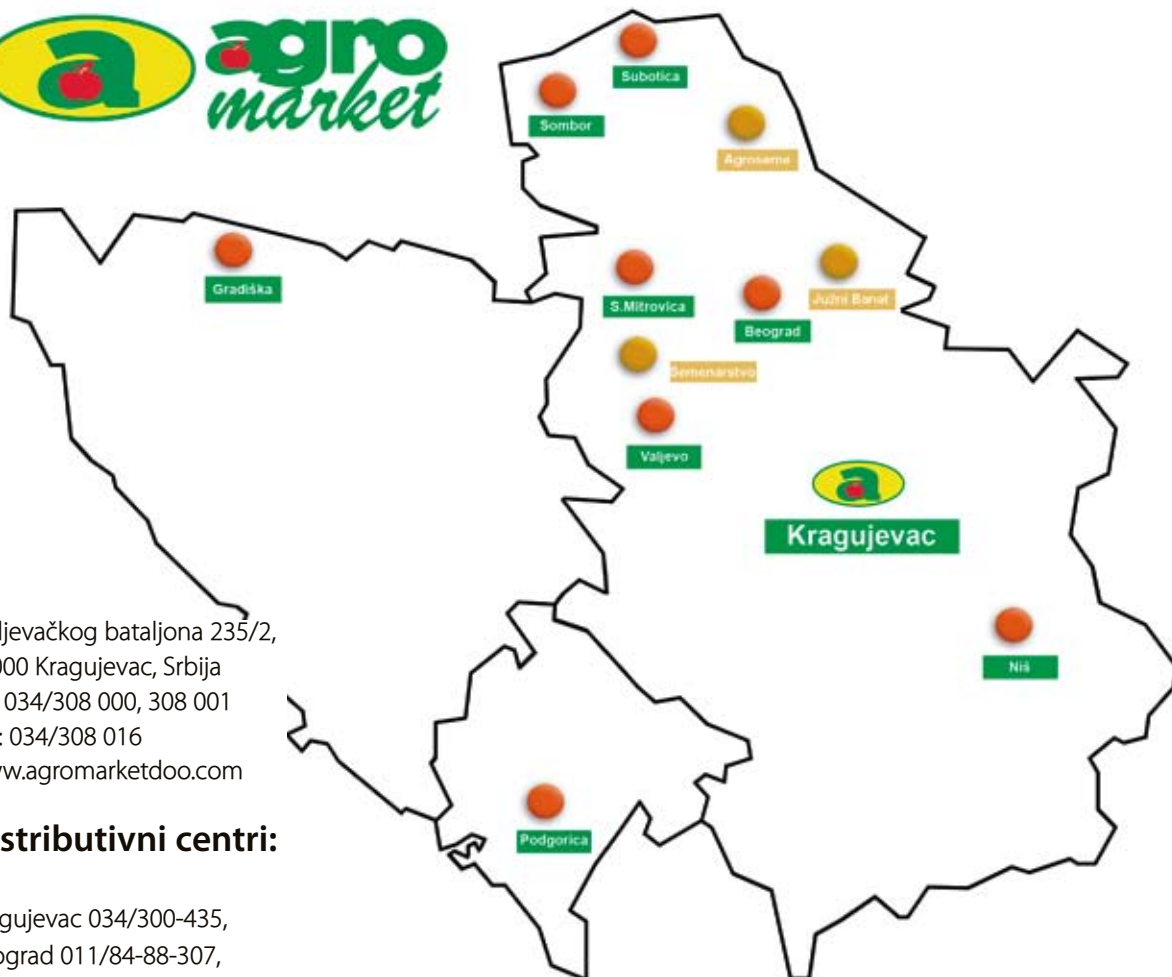 a agro
market
Subotica
Sombor
Agroseme
Gradiška
S.Mitrovica
Južni Banat
Beograd
Semenarstvo
Valjevo
a
Kragujevac
Niš
Podgorica
ljevačkog bataljona 235/2,
000 Kragujevac, Srbija
034/308 000, 308 001
: 034/308 016
w.agromarketdoo.com
stributivni centri:
gujevac 034/300-435,
ograd 011/84-88-307,